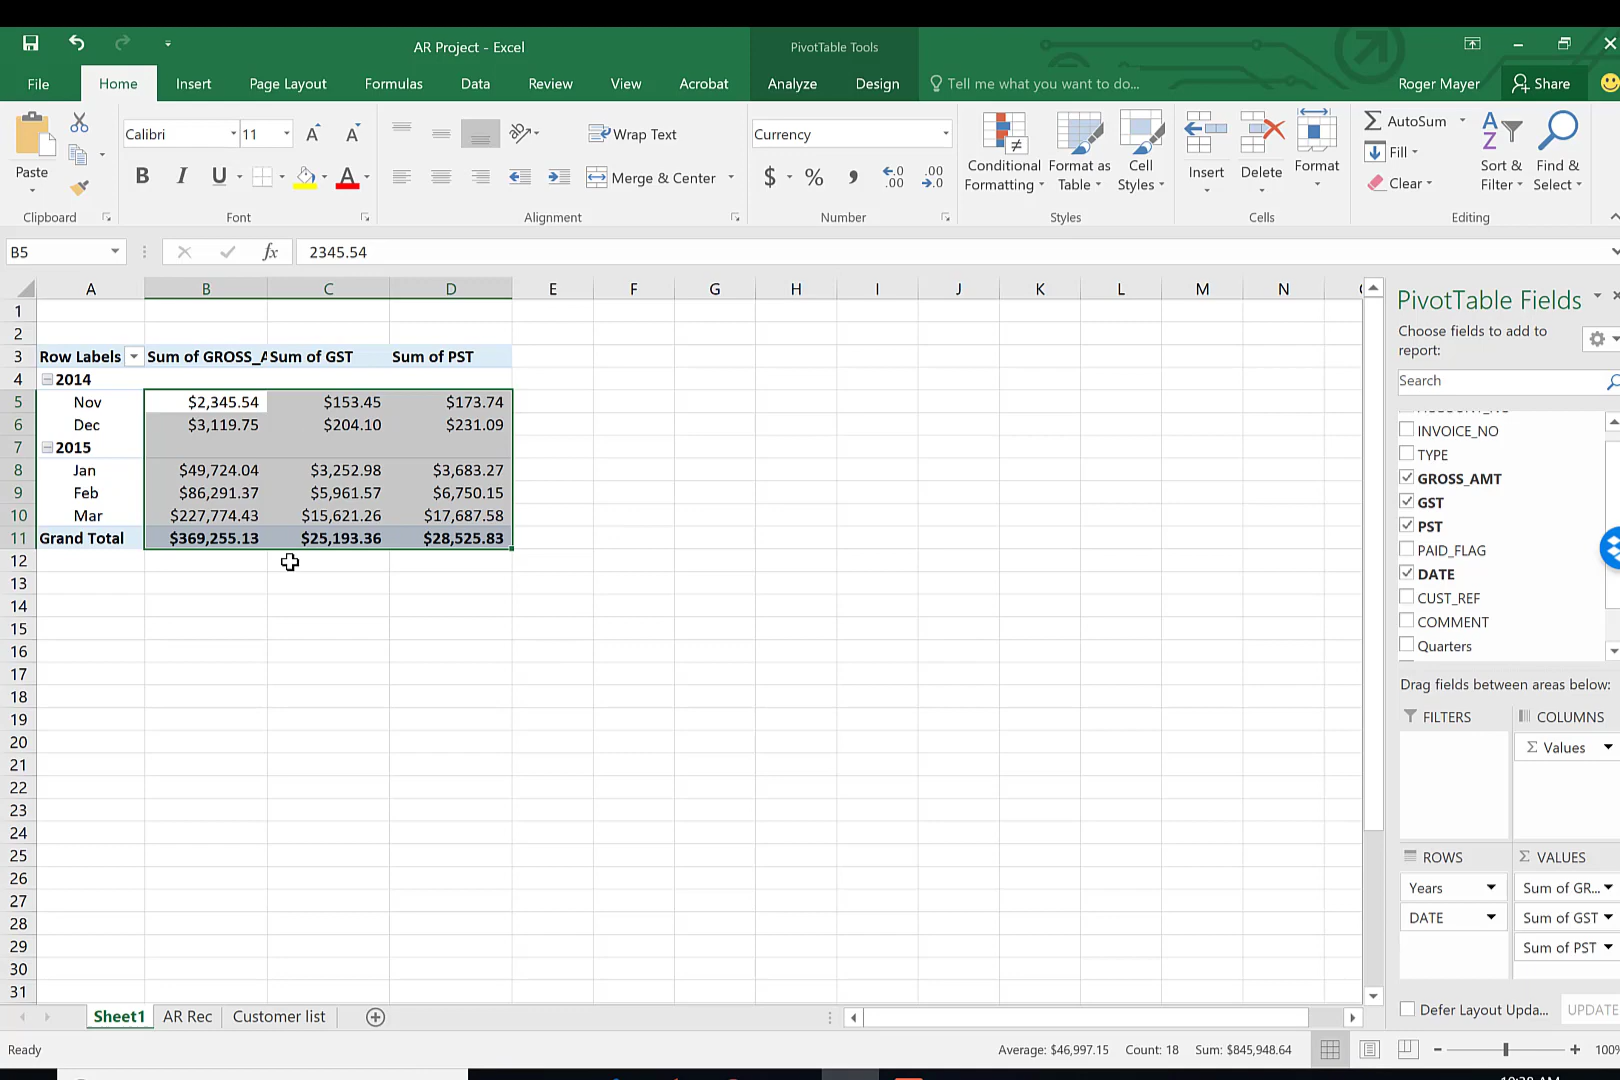 AR Project - Excel
PivotTable Tools
File
Home
Insert
Page Layout
Formulas
Data
Review
View
Acrobat
Analyze
Design
Tell me what you want to do...
Roger Mayer
Share
Paste
Clipboard
Calibri
11
Font
Wrap Text
Merge & Center
Alignment
Currency
Number
Conditional Formatting
Format as Table
Cell Styles
Styles
Insert
Delete
Format
Cells
AutoSum
Fill
Clear
Sort & Filter
Find & Select
Editing
B5
fx
2345.54
A B C D E F G H I J K L M N
1
2
3 Row Labels Sum of GROSS_A Sum of GST Sum of PST
4 2014
5 Nov $2,345.54 $153.45 $173.74
6 Dec $3,119.75 $204.10 $231.09
7 2015
8 Jan $49,724.04 $3,252.98 $3,683.27
9 Feb $86,291.37 $5,961.57 $6,750.15
10 Mar $227,774.43 $15,621.26 $17,687.58
11 Grand Total $369,255.13 $25,193.36 $28,525.83
12
13
14
15
16
17
18
19
20
21
22
23
24
25
26
27
28
29
30
31
PivotTable Fields
Choose fields to add to
report:
Search
INVOICE_NO
TYPE
GROSS_AMT
GST
PST
PAID_FLAG
DATE
CUST_REF
COMMENT
Quarters
Drag fields between areas below:
FILTERS
COLUMNS
Σ Values
ROWS
Years
DATE
Σ VALUES
Sum of GR...
Sum of GST
Sum of PST
Defer Layout Upda...
UPDATE
Sheet1
AR Rec
Customer list
Ready
Average: $46,997.15
Count: 18
Sum: $845,948.64
100%